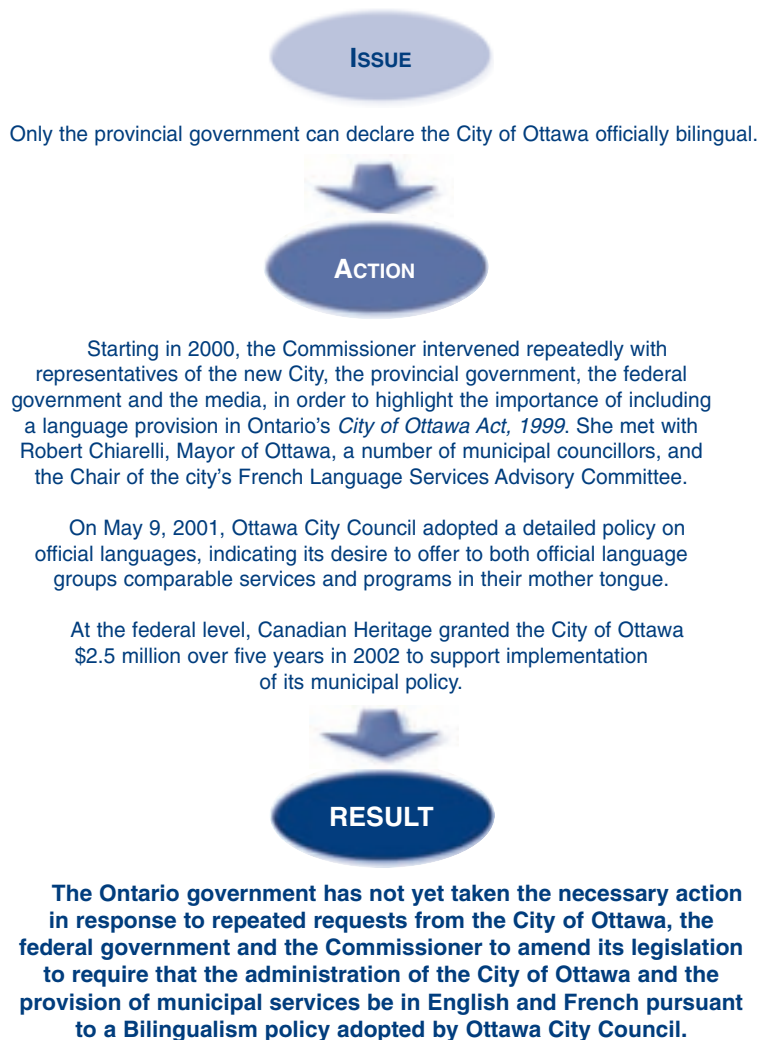 ISSUE
Only the provincial government can declare the City of Ottawa officially bilingual.
ACTION
Starting in 2000, the Commissioner intervened repeatedly with
representatives of the new City, the provincial government, the federal
government and the media, in order to highlight the importance of including
a language provision in Ontario's City of Ottawa Act, 1999. She met with
Robert Chiarelli, Mayor of Ottawa, a number of municipal councillors, and
the Chair of the city's French Language Services Advisory Committee.
On May 9, 2001, Ottawa City Council adopted a detailed policy on
official languages, indicating its desire to offer to both official language
groups comparable services and programs in their mother tongue.
At the federal level, Canadian Heritage granted the City of Ottawa
$2.5 million over five years in 2002 to support implementation
of its municipal policy.
RESULT
The Ontario government has not yet taken the necessary action
in response to repeated requests from the City of Ottawa, the
federal government and the Commissioner to amend its legislation
to require that the administration of the City of Ottawa and the
provision of municipal services be in English and French pursuant
to a Bilingualism policy adopted by Ottawa City Council.